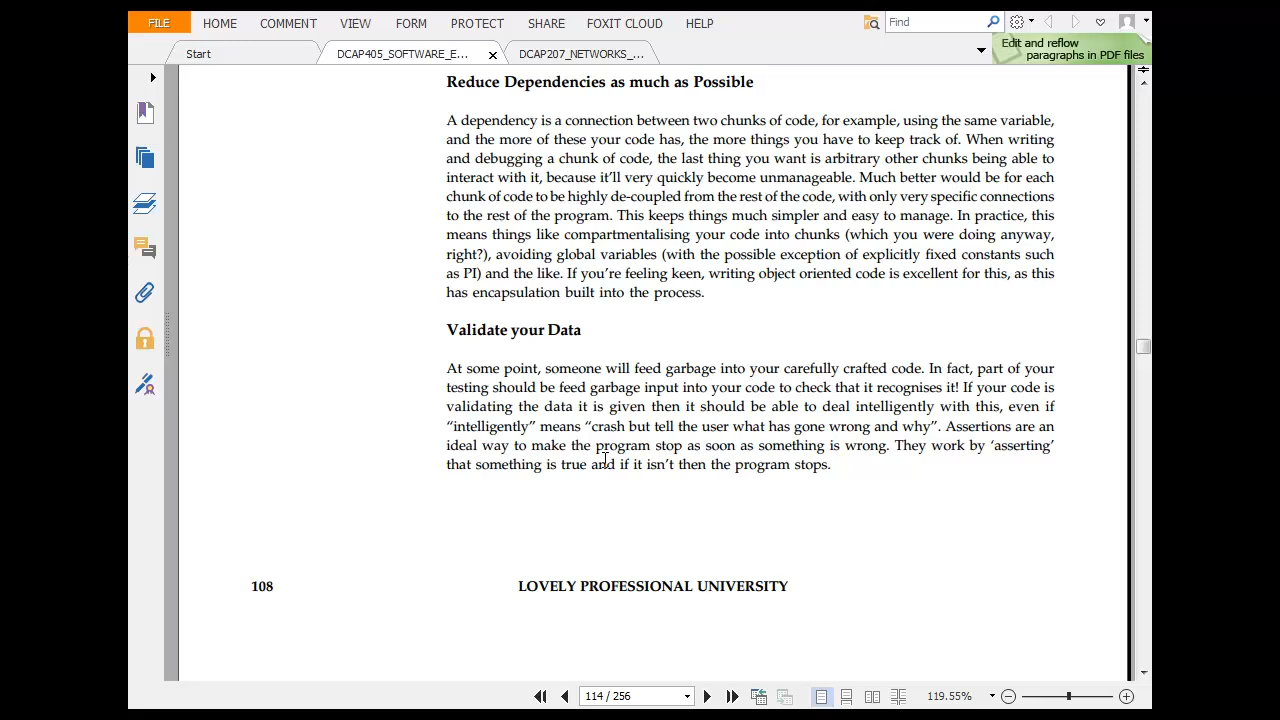 FILE HOME COMMENT VIEW FORM PROTECT SHARE FOXIT CLOUD HELP Find
Start DCAP405_SOFTWARE_E... DCAP207_NETWORKS_... Edit and reflow
paragraphs in PDF files
Reduce Dependencies as much as Possible
A dependency is a connection between two chunks of code, for example, using the same variable,
and the more of these your code has, the more things you have to keep track of. When writing
and debugging a chunk of code, the last thing you want is arbitrary other chunks being able to
interact with it, because it'll very quickly become unmanageable. Much better would be for each
chunk of code to be highly de-coupled from the rest of the code, with only very specific connections
to the rest of the program. This keeps things much simpler and easy to manage. In practice, this
means things like compartmentalising your code into chunks (which you were doing anyway,
right?), avoiding global variables (with the possible exception of explicitly fixed constants such
as PI) and the like. If you're feeling keen, writing object oriented code is excellent for this, as this
has encapsulation built into the process.
Validate your Data
At some point, someone will feed garbage into your carefully crafted code. In fact, part of your
testing should be feed garbage input into your code to check that it recognises it! If your code is
validating the data it is given then it should be able to deal intelligently with this, even if
“intelligently” means “crash but tell the user what has gone wrong and why”. Assertions are an
ideal way to make the program stop as soon as something is wrong. They work by ‘asserting’
that something is true and if it isn't then the program stops.
108 LOVELY PROFESSIONAL UNIVERSITY
114 / 256 119.55%